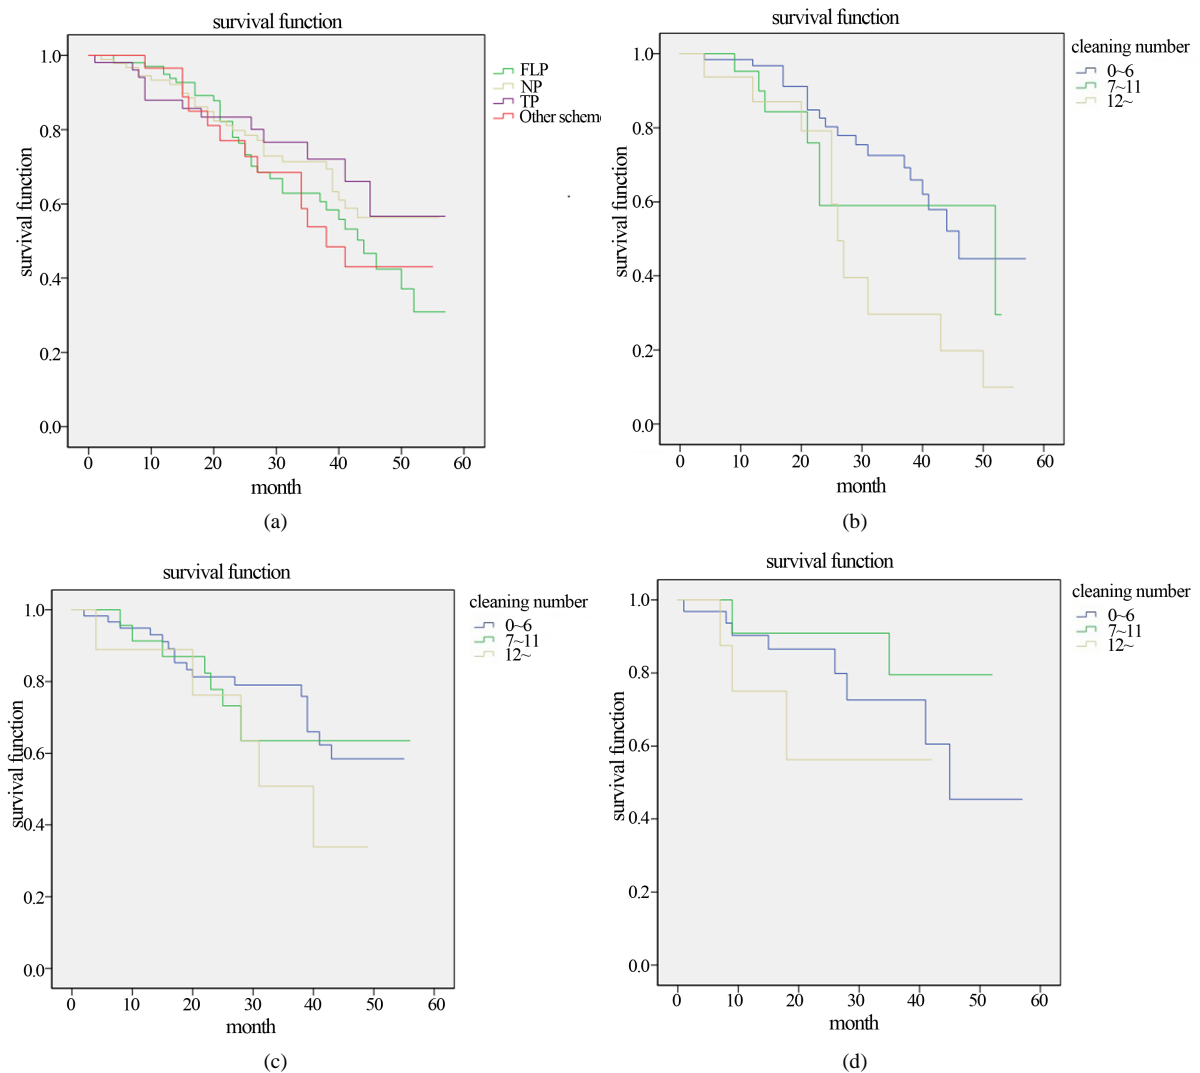 survival function
survival function
1.0
0.8
0.6
0.4
0.2
0.0
0 10 20 30 40 50 60
month
FLP
NP
TP
Other schem
(a)
survival function
survival function
1.0
0.8
0.6
0.4
0.2
0.0
0 10 20 30 40 50 60
month
cleaning number
0~6
7~11
12~
(b)
survival function
survival function
1.0
0.8
0.6
0.4
0.2
0.0
0 10 20 30 40 50 60
month
cleaning number
0~6
7~11
12~
(c)
survival function
survival function
1.0
0.8
0.6
0.4
0.2
0.0
0 10 20 30 40 50 60
month
cleaning number
0~6
7~11
12~
(d)